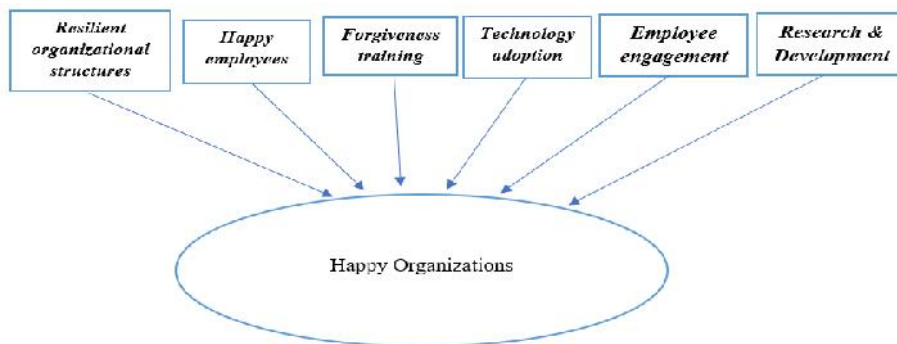 Resilient
organizational
structures
Happy
employees
Forgiveness
training
Technology
adoption
Employee
engagement
Research &
Development
Happy Organizations